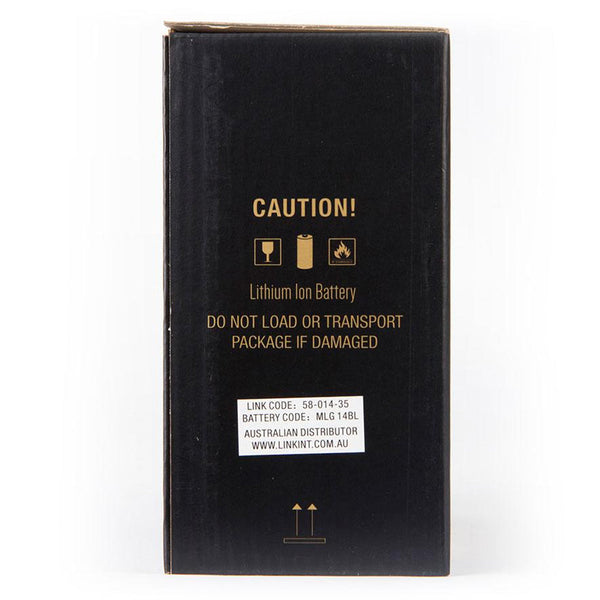 CAUTION!
Lithium Ion Battery
DO NOT LOAD OR TRANSPORT
PACKAGE IF DAMAGED
LINK CODE: 58-014-35
BATTERY CODE: MLG 14BL
AUSTRALIAN DISTRIBUTOR
WWW.LINKINT.COM.AU